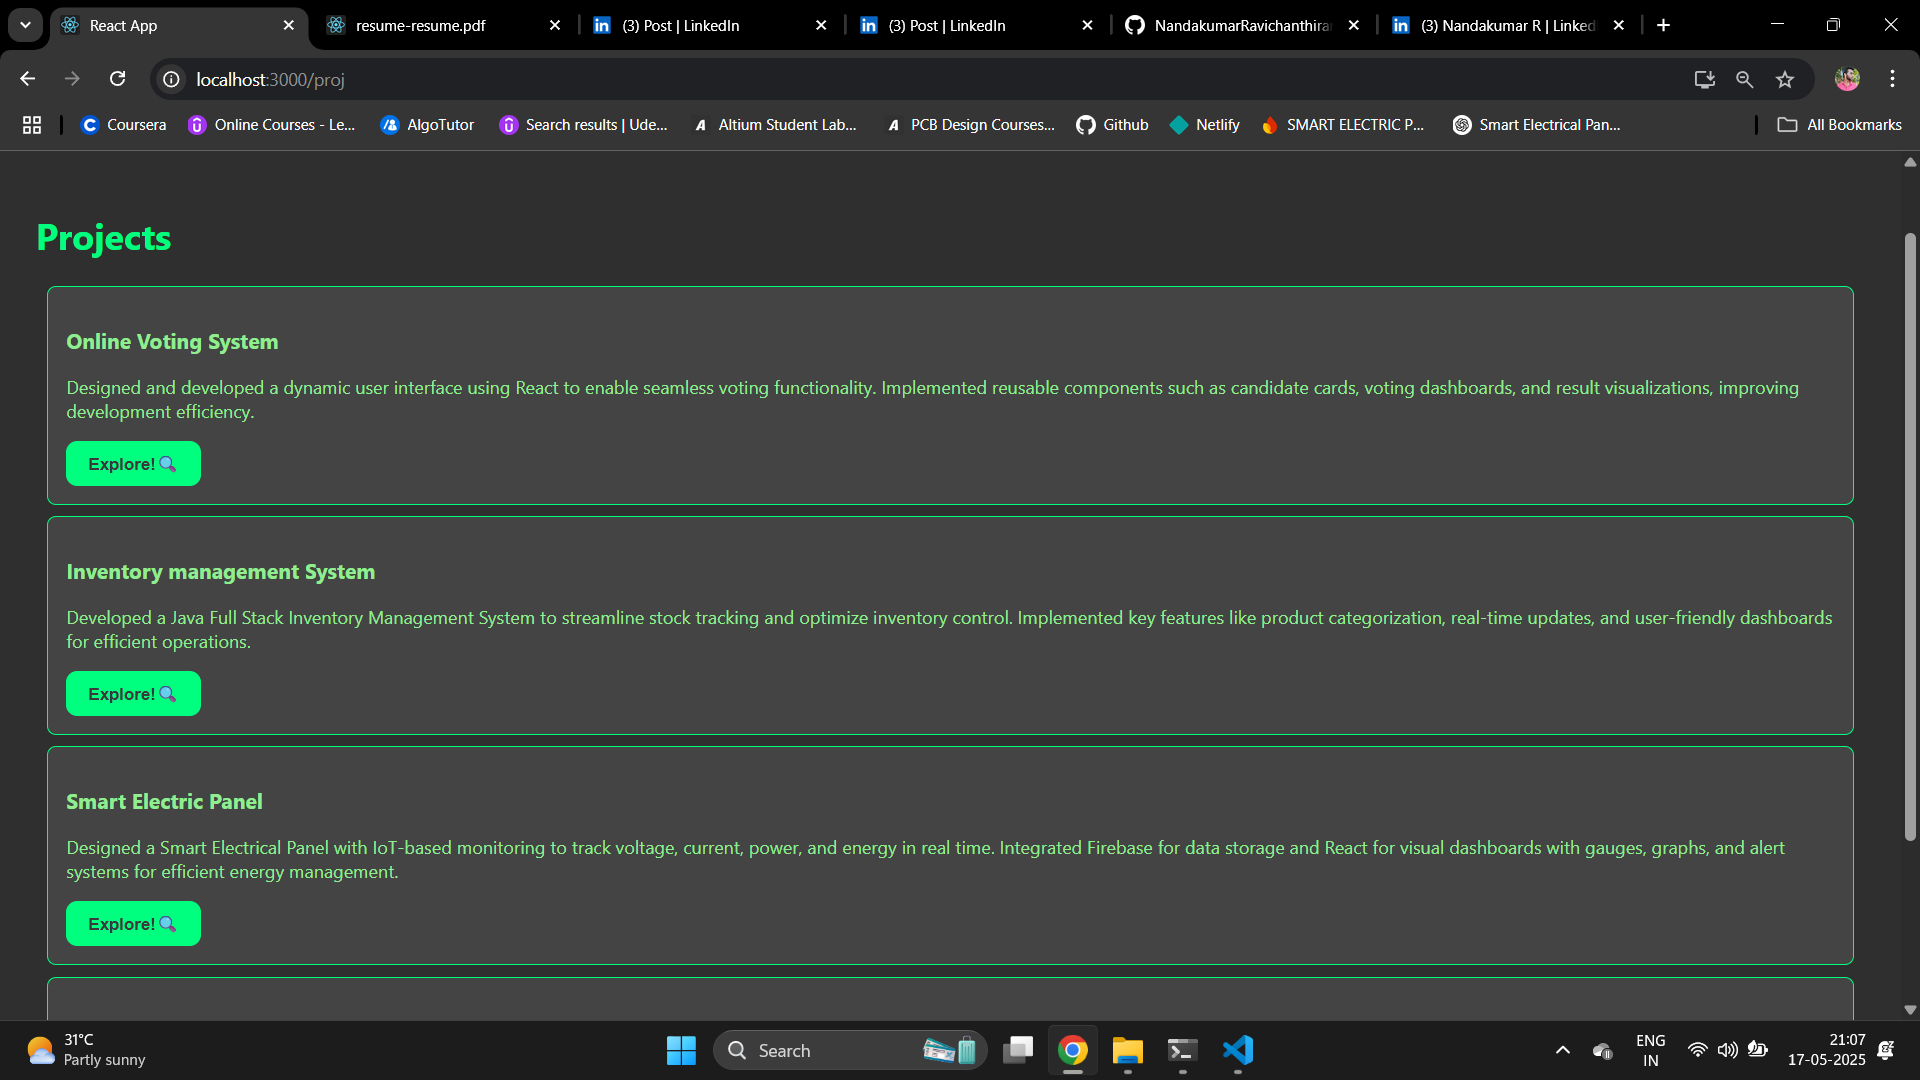 React App
resume-resume.pdf
(3) Post | LinkedIn
(3) Post | LinkedIn
NandakumarRavichanthira
(3) Nandakumar R | Linked
localhost:3000/proj
Coursera
Online Courses - Le...
AlgoTutor
Search results | Ude...
Altium Student Lab...
PCB Design Courses...
Github
Netlify
SMART ELECTRIC P...
Smart Electrical Pan...
All Bookmarks
Projects
Online Voting System
Designed and developed a dynamic user interface using React to enable seamless voting functionality. Implemented reusable components such as candidate cards, voting dashboards, and result visualizations, improving
development efficiency.
Explore!
Inventory management System
Developed a Java Full Stack Inventory Management System to streamline stock tracking and optimize inventory control. Implemented key features like product categorization, real-time updates, and user-friendly dashboards
for efficient operations.
Explore!
Smart Electric Panel
Designed a Smart Electrical Panel with IoT-based monitoring to track voltage, current, power, and energy in real time. Integrated Firebase for data storage and React for visual dashboards with gauges, graphs, and alert
systems for efficient energy management.
Explore!
31°C
Partly sunny
Search
ENG
IN
21:07
17-05-2025